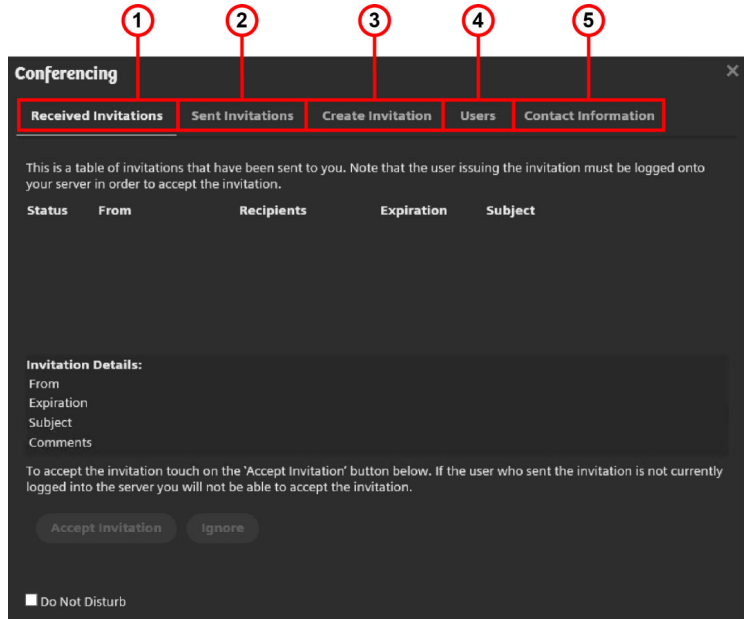 1 2 3 4 5
Conferencing ×
Received Invitations Sent Invitations Create Invitation Users Contact Information
This is a table of invitations that have been sent to you. Note that the user issuing the invitation must be logged onto
your server in order to accept the invitation.
Status From Recipients Expiration Subject
Invitation Details:
From
Expiration
Subject
Comments
To accept the invitation touch on the 'Accept Invitation' button below. If the user who sent the invitation is not currently
logged into the server you will not be able to accept the invitation.
Accept Invitation Ignore
Do Not Disturb